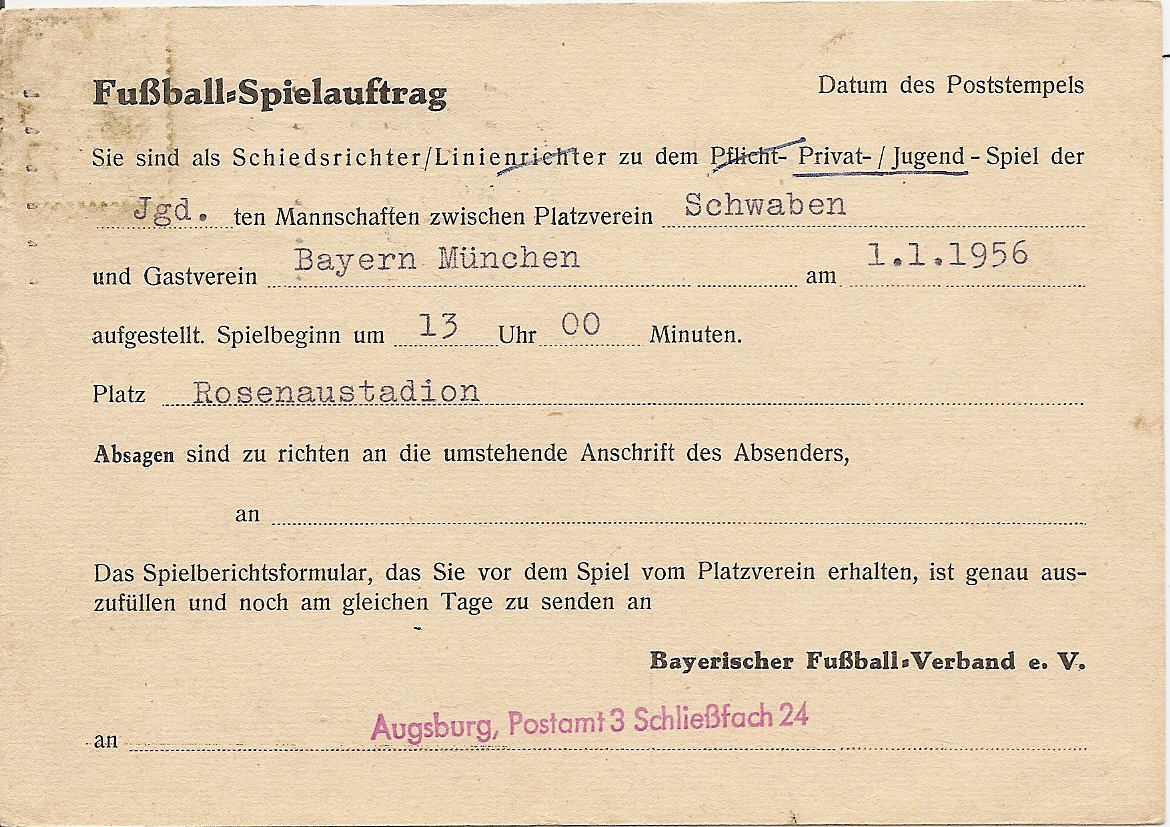 Fußball-Spielauftrag
Datum des Poststempels
Sie sind als Schiedsrichter/Linienrichter zu dem Pflicht- Privat-/Jugend-Spiel der
Jgd. ten Mannschaften zwischen Platzverein Schwaben
und Gastverein Bayern München am 1.1.1956
aufgestellt. Spielbeginn um 13 Uhr 00 Minuten.
Platz Rosenaustadion
Absagen sind zu richten an die umstehende Anschrift des Absenders,
an
Das Spielberichtsformular, das Sie vor dem Spiel vom Platzverein erhalten, ist genau aus-
zufüllen und noch am gleichen Tage zu senden an
Bayerischer Fußball-Verband e. V.
an Augsburg, Postamt 3 Schließfach 24